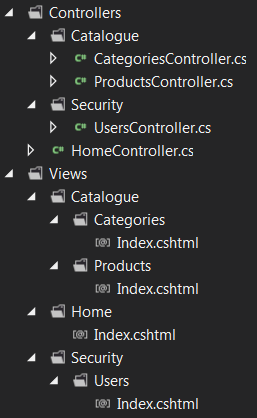 Controllers
Catalogue
C# CategoriesController.cs
C# ProductsController.cs
Security
C# UsersController.cs
C# HomeController.cs
Views
Catalogue
Categories
[@] Index.cshtml
Products
[@] Index.cshtml
Home
[@] Index.cshtml
Security
Users
[@] Index.cshtml